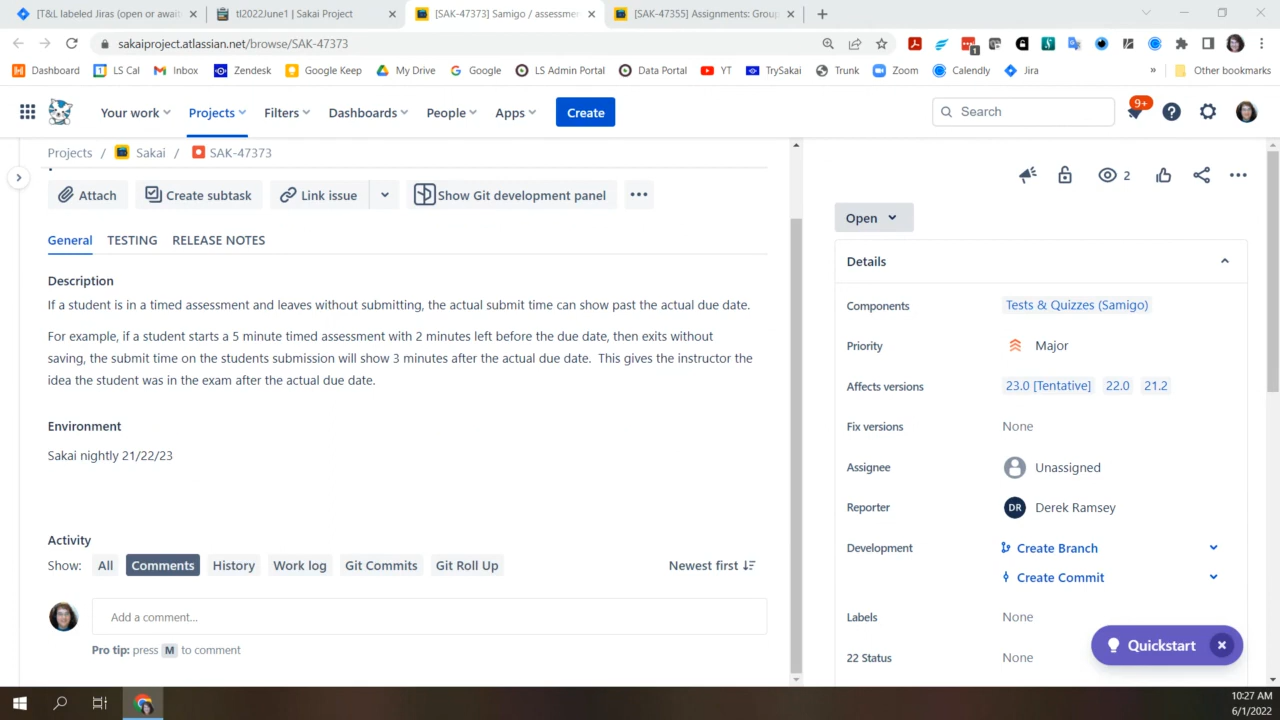 [T&L labeled Jiras (open or await
tl2022June1 | Sakai Project
[SAK-47373] Samigo / assessmen
[SAK-47355] Assignments: Group
sakaiproject.atlassian.net/browse/SAK-47373
Dashboard
LS Cal
Inbox
Zendesk
Google Keep
My Drive
Google
LS Admin Portal
Data Portal
YT
TrySakai
Trunk
Zoom
Calendly
Jira
»
Other bookmarks
Your work
Projects
Filters
Dashboards
People
Apps
Create
Search
9+
Projects / Sakai / SAK-47373
Attach
Create subtask
Link issue
Show Git development panel
2
General
TESTING
RELEASE NOTES
Description
If a student is in a timed assessment and leaves without submitting, the actual submit time can show past the actual due date.
For example, if a student starts a 5 minute timed assessment with 2 minutes left before the due date, then exits without
saving, the submit time on the students submission will show 3 minutes after the actual due date. This gives the instructor the
idea the student was in the exam after the actual due date.
Environment
Sakai nightly 21/22/23
Activity
Show: All Comments History Work log Git Commits Git Roll Up Newest first
Add a comment...
Pro tip: press M to comment
Open
Details
Components Tests & Quizzes (Samigo)
Priority Major
Affects versions 23.0 [Tentative] 22.0 21.2
Fix versions None
Assignee Unassigned
Reporter DR Derek Ramsey
Development Create Branch
Create Commit
Labels None
Quickstart
22 Status None
10:27 AM
6/1/2022